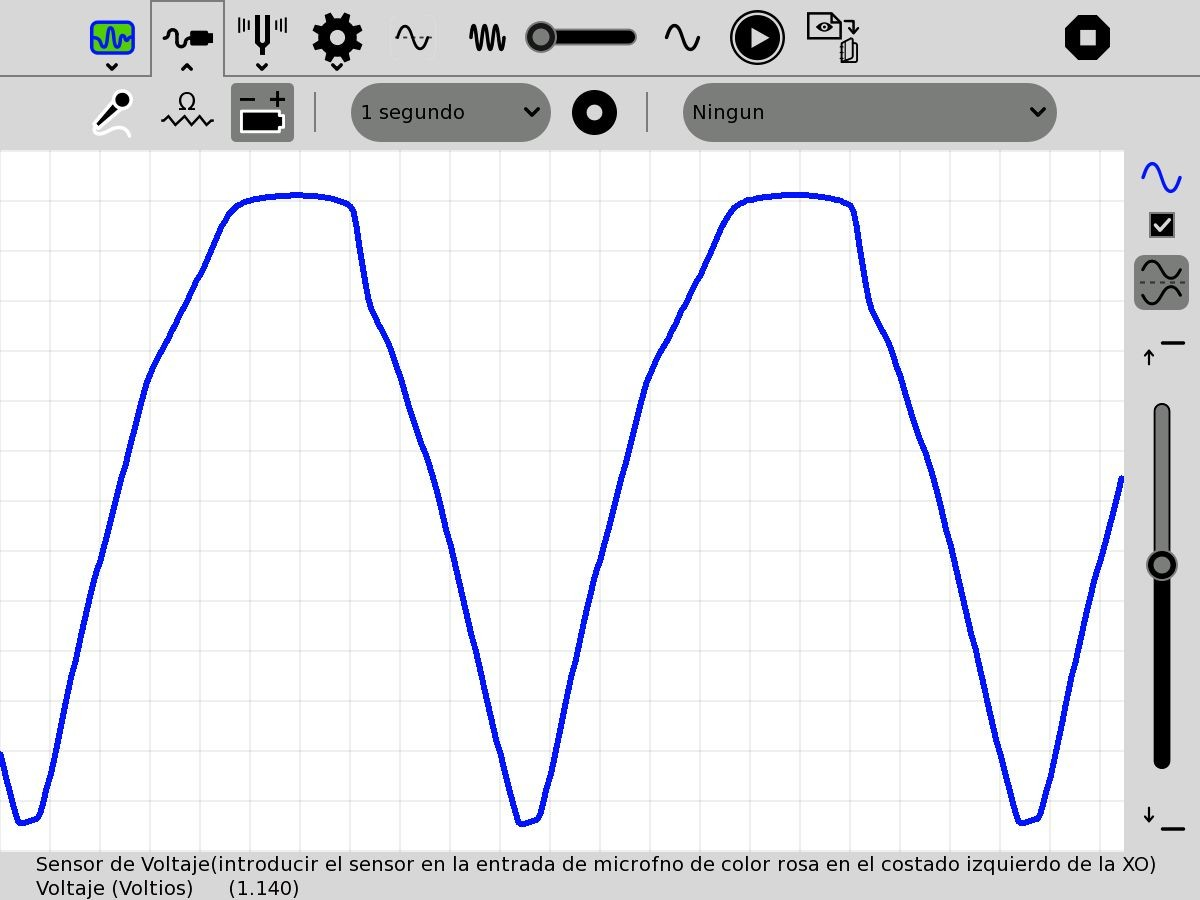 Ω
1 segundo
Ningun
Sensor de Voltaje(introducir el sensor en la entrada de microfno de color rosa en el costado izquierdo de la XO)
Voltaje (Voltios) (1.140)